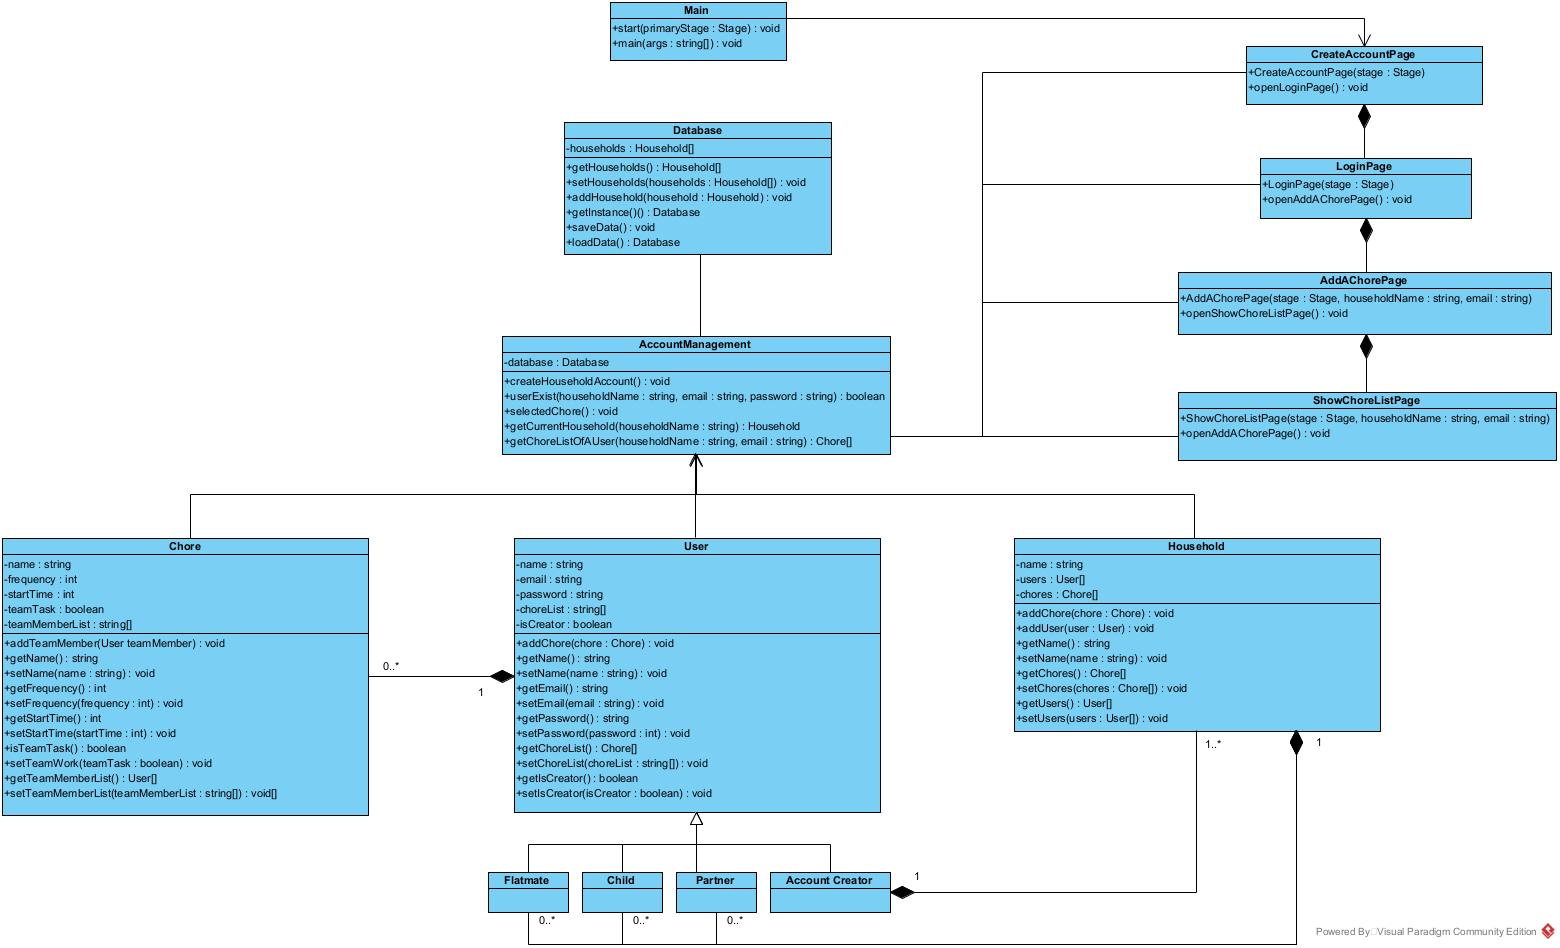 Main
+start(primaryStage : Stage) : void
+main(args : string[]) : void
CreateAccountPage
+CreateAccountPage(stage : Stage)
+openLoginPage() : void
Database
-households : Household[]
+getHouseholds() : Household[]
+setHouseholds(households : Household[]) : void
+addHousehold(household : Household) : void
+getInstance()() : Database
+saveData() : void
+loadData() : Database
LoginPage
+LoginPage(stage : Stage)
+openAddAChorePage() : void
AddAChorePage
+AddAChorePage(stage : Stage, householdName : string, email : string)
+openShowChoreListPage() : void
AccountManagement
-database : Database
+createHouseholdAccount() : void
+userExist(householdName : string, email : string, password : string) : boolean
+selectedChore() : void
+getCurrentHousehold(householdName : string) : Household
+getChoreListOfAUser(householdName : string, email : string) : Chore[]
ShowChoreListPage
+ShowChoreListPage(stage : Stage, householdName : string, email : string)
+openAddAChorePage() : void
Chore
-name : string
-frequency : int
-startTime : int
-teamTask : boolean
-teamMemberList : string[]
+addTeamMember(User teamMember) : void
+getName() : string
+setName(name : string) : void
+getFrequency() : int
+setFrequency(frequency : int) : void
+getStartTime() : int
+setStartTime(startTime : int) : void
+isTeamTask() : boolean
+setTeamWork(teamTask : boolean) : void
+getTeamMemberList() : User[]
+setTeamMemberList(teamMemberList : string[]) : void[]
0..*
1
User
-name : string
-email : string
-password : string
-choreList : string[]
-isCreator : boolean
+addChore(chore : Chore) : void
+getName() : string
+setName(name : string) : void
+getEmail() : string
+setEmail(email : string) : void
+getPassword() : string
+setPassword(password : int) : void
+getChoreList() : Chore[]
+setChoreList(choreList : string[]) : void
+getIsCreator() : boolean
+setIsCreator(isCreator : boolean) : void
Household
-name : string
-users : User[]
-chores : Chore[]
+addChore(chore : Chore) : void
+addUser(user : User) : void
+getName() : string
+setName(name : string) : void
+getChores() : Chore[]
+setChores(chores : Chore[]) : void
+getUsers() : User[]
+setUsers(users : User[]) : void
1..*
1
Flatmate
Child
Partner
Account Creator
1
0..*
0..*
0..*
Powered By Visual Paradigm Community Edition